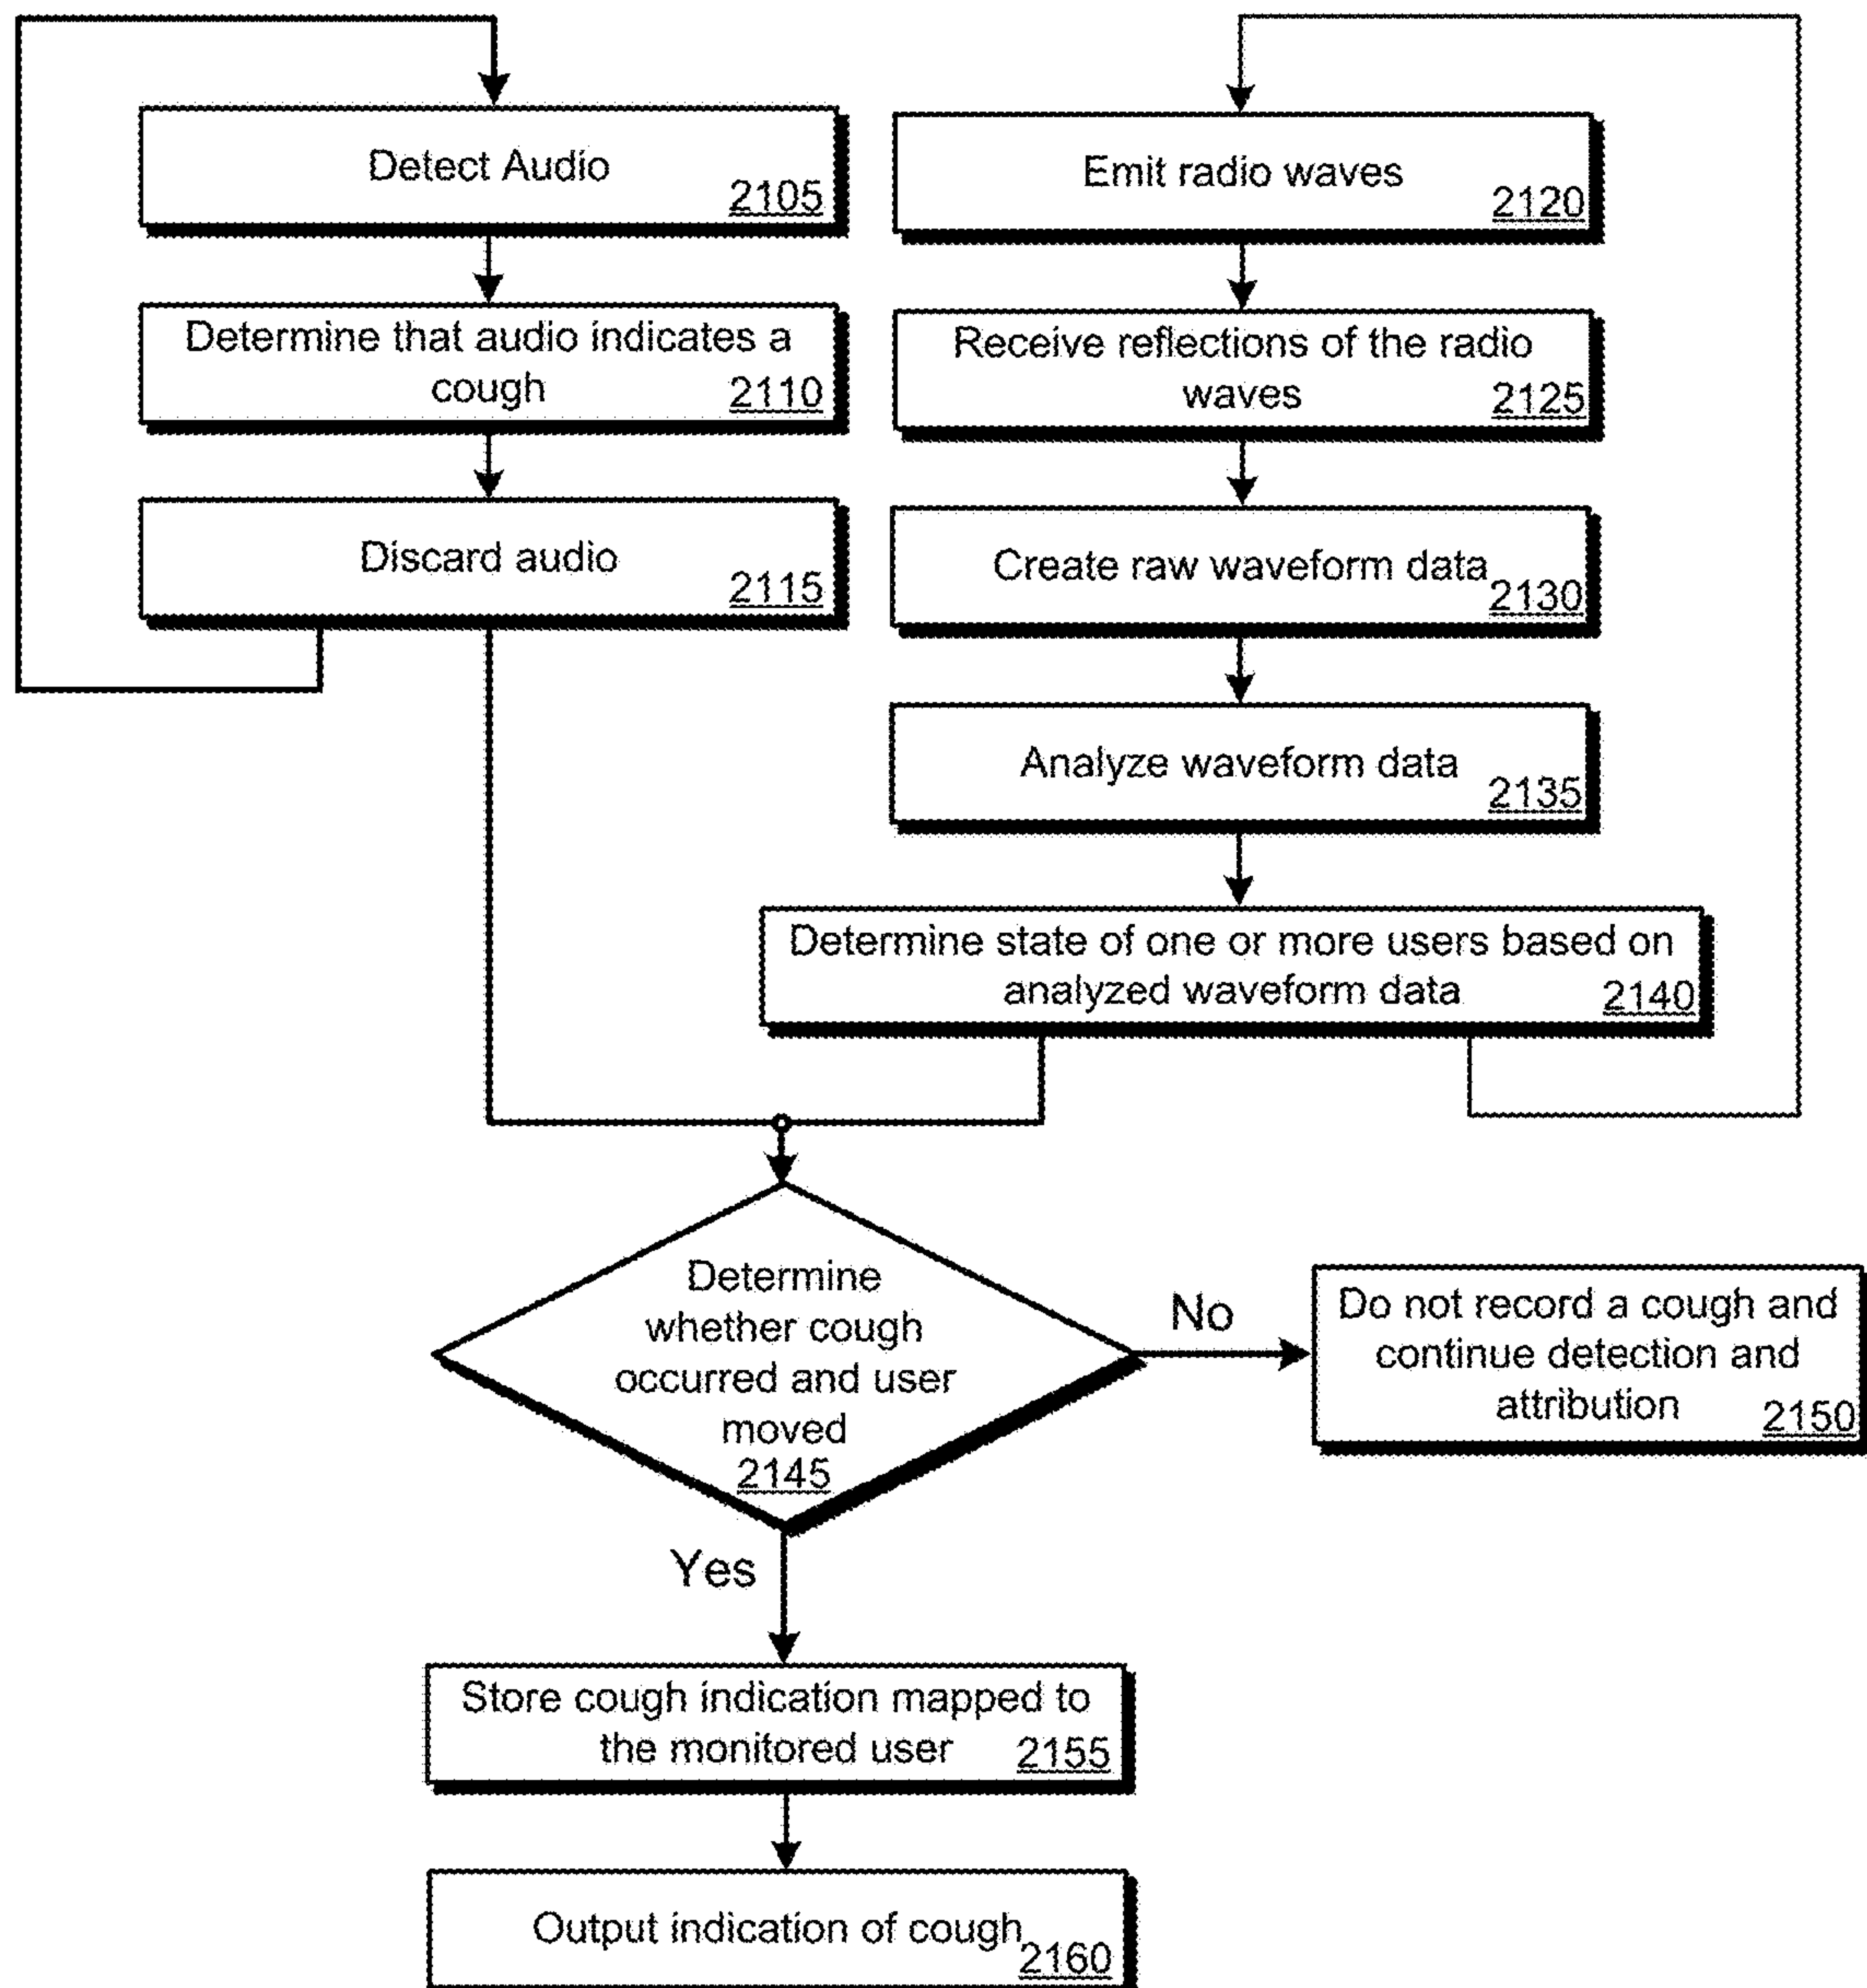 Detect Audio
2105
Determine that audio indicates a
cough
2110
Discard audio
2115
Emit radio waves
2120
Receive reflections of the radio
waves
2125
Create raw waveform data
2130
Analyze waveform data
2135
Determine state of one or more users based on
analyzed waveform data
2140
Determine
whether cough
occurred and user
moved
2145
No
Do not record a cough and
continue detection and
attribution
2150
Yes
Store cough indication mapped to
the monitored user
2155
Output indication of cough
2160